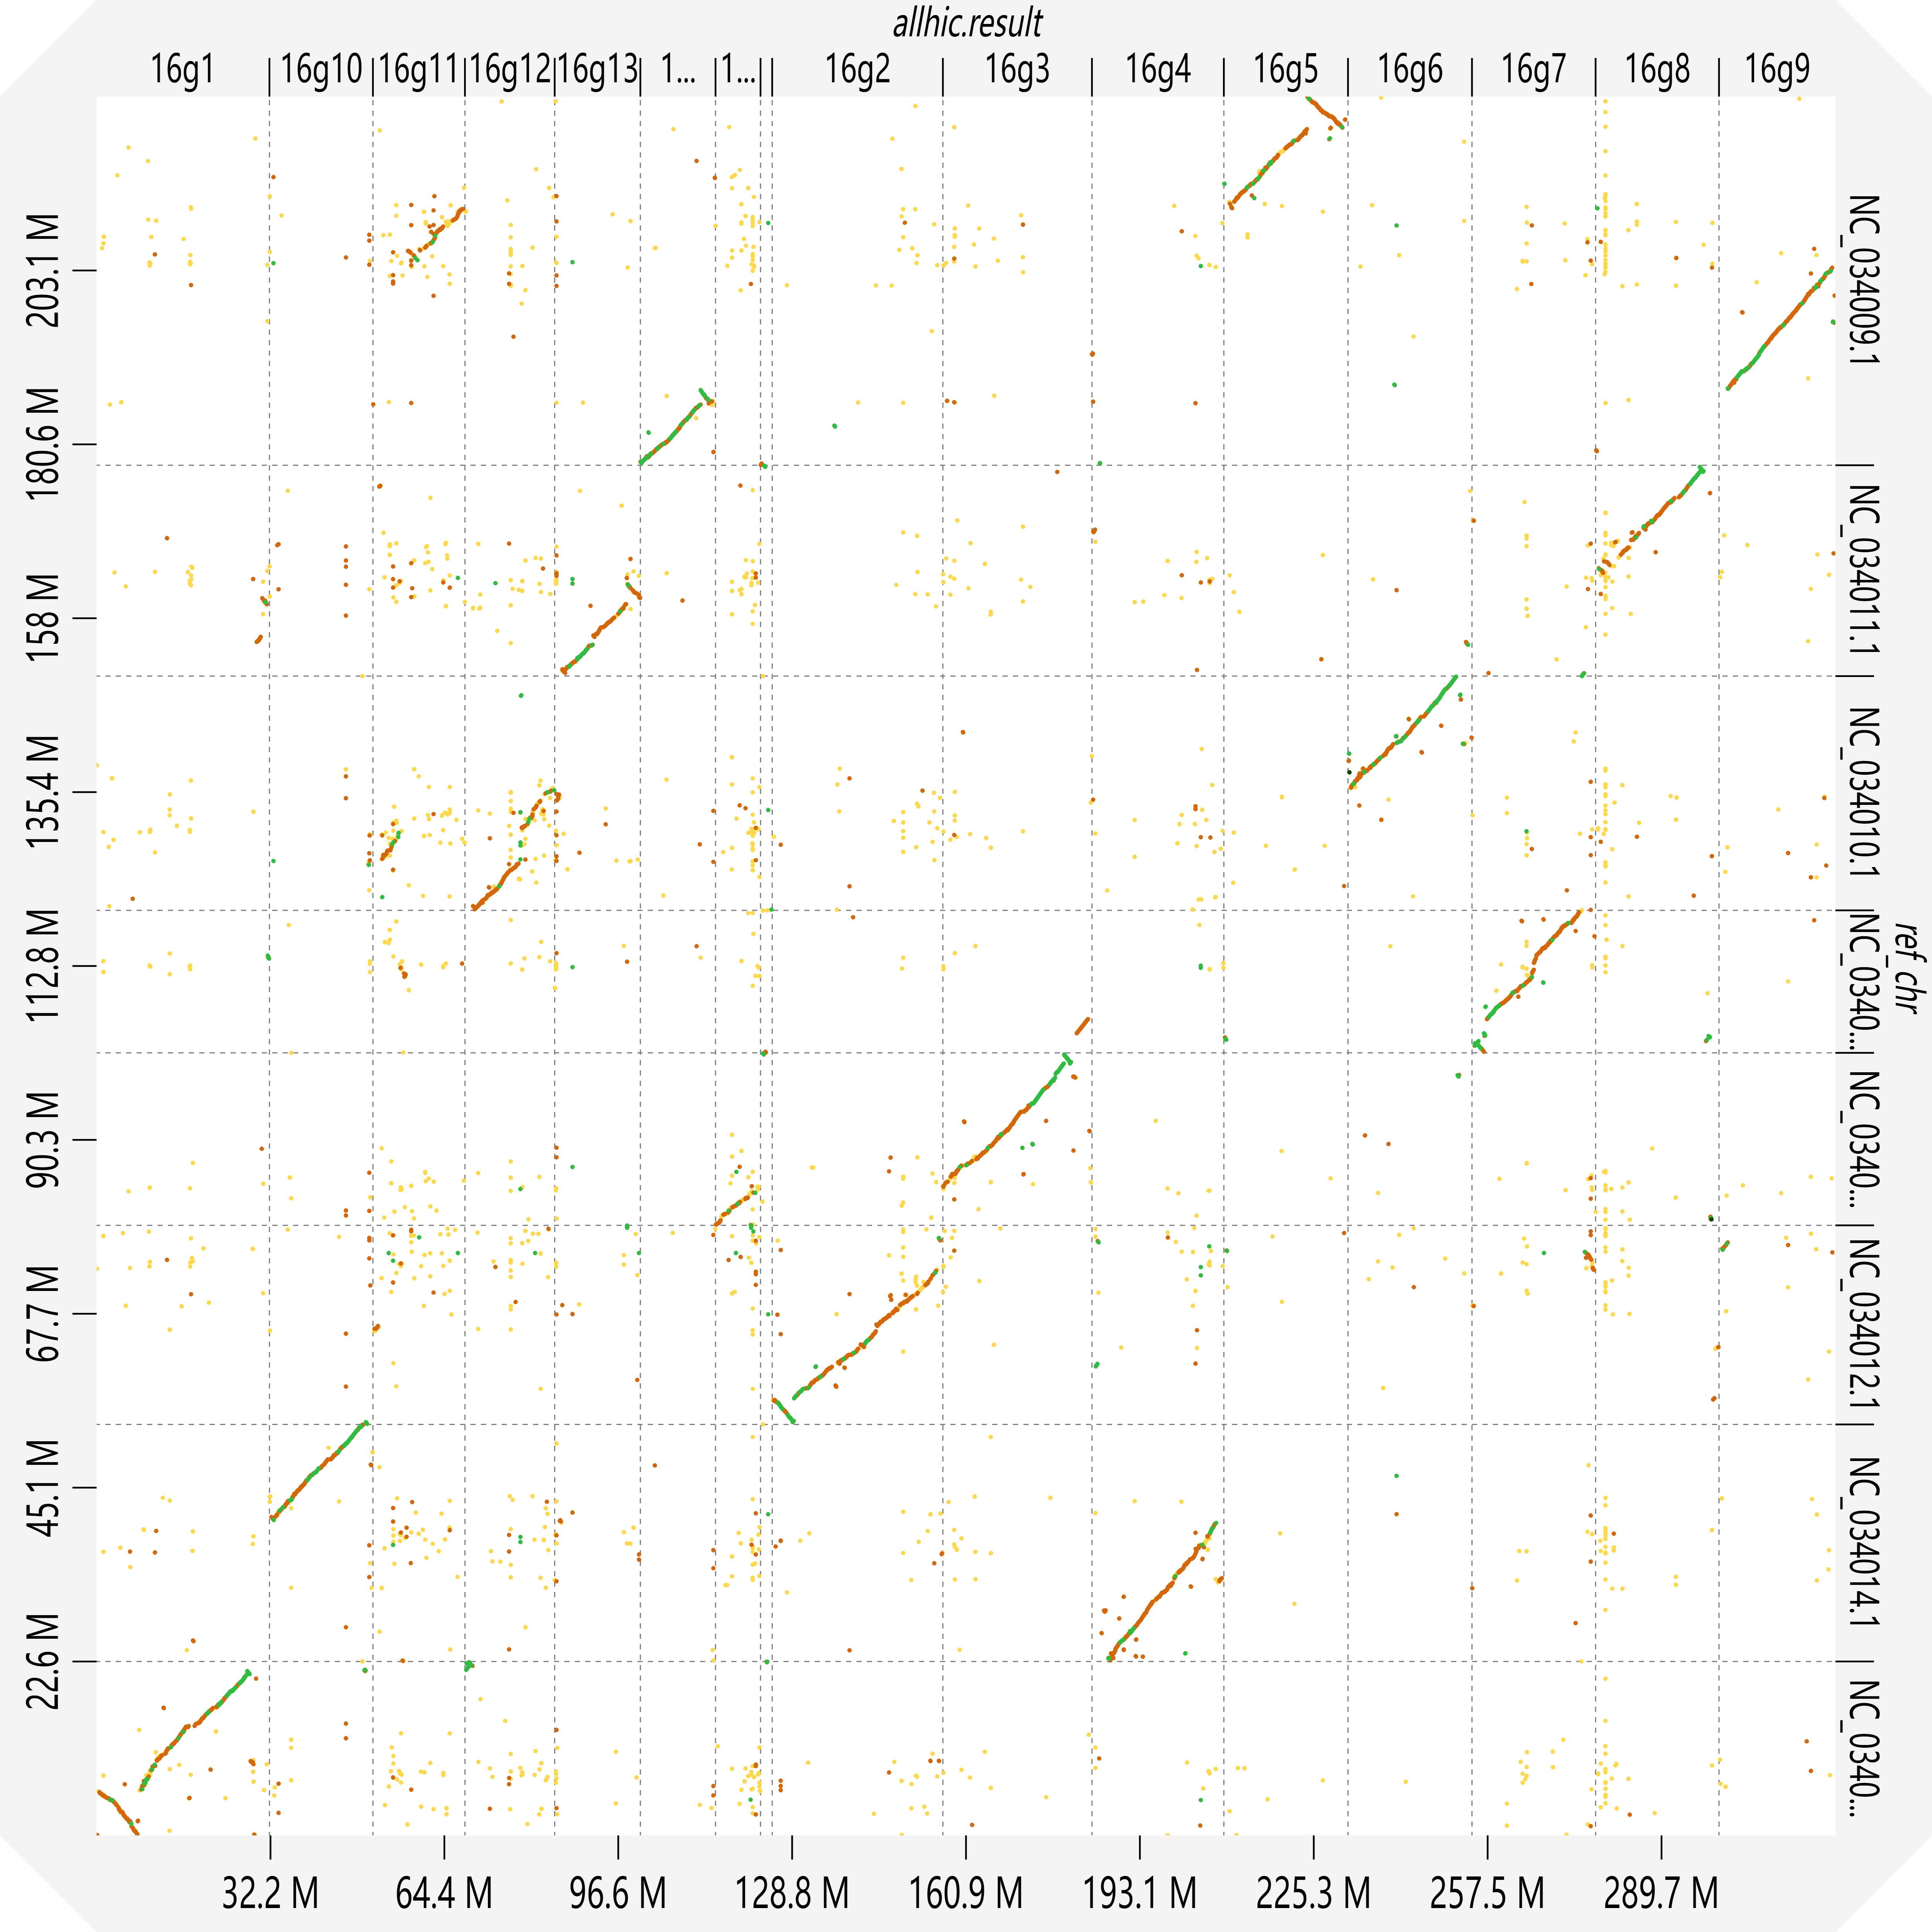 allhic.result
16g1 16g10 16g11 16g12 16g13 1... 1... 16g2 16g3 16g4 16g5 16g6 16g7 16g8 16g9
203.1 M
180.6 M
158 M
135.4 M
112.8 M
90.3 M
67.7 M
45.1 M
22.6 M
NC_034009.1
NC_034011.1
NC_034010.1
NC_0340...
NC_0340...
NC_034012.1
NC_034014.1
NC_0340...
ref_chr
32.2 M 64.4 M 96.6 M 128.8 M 160.9 M 193.1 M 225.3 M 257.5 M 289.7 M